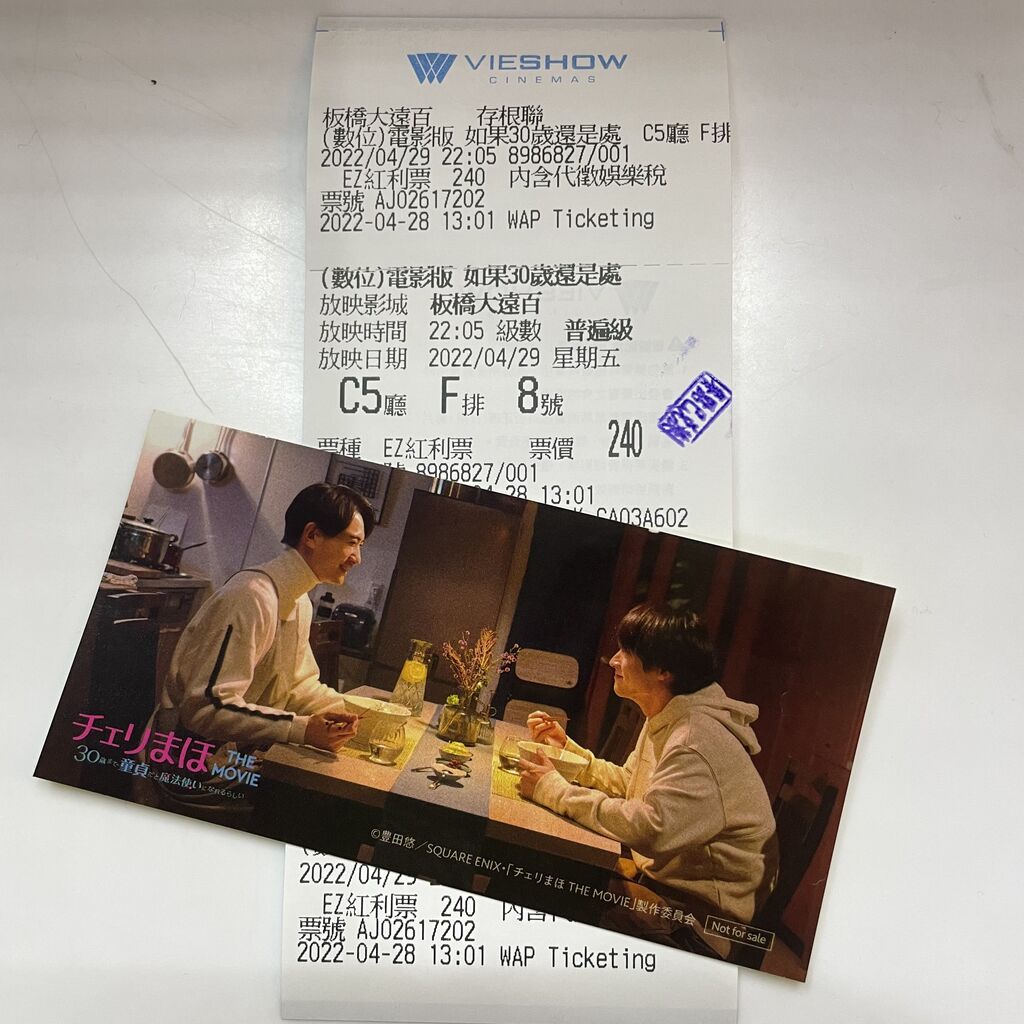 VIESHOW
CINEMAS
板橋大遠百 存根聯
(數位)電影版 如果30歲還是處 C5廳 F排
2022/04/29 22:05 8986827/001
EZ紅利票 240 內含代徵娛樂稅
票號 AJ02617202
2022-04-28 13:01 WAP Ticketing
(數位)電影版 如果30歲還是處
放映影城 板橋大遠百
放映時間 22:05 級數 普遍級
放映日期 2022/04/29 星期五
C5廳 F排 8號
票種 EZ紅利票 票價 240
8986827/001
28 13:01
CA03A602
チェリまほ
THE
MOVIE
30歳まで童貞だと魔法使いになれるらしい
©豊田悠／SQUARE ENIX・「チェリまほ THE MOVIE」製作委員会
Not for sale
2022/04/29
EZ紅利票 240
票號 AJ02617202
2022-04-28 13:01 WAP Ticketing